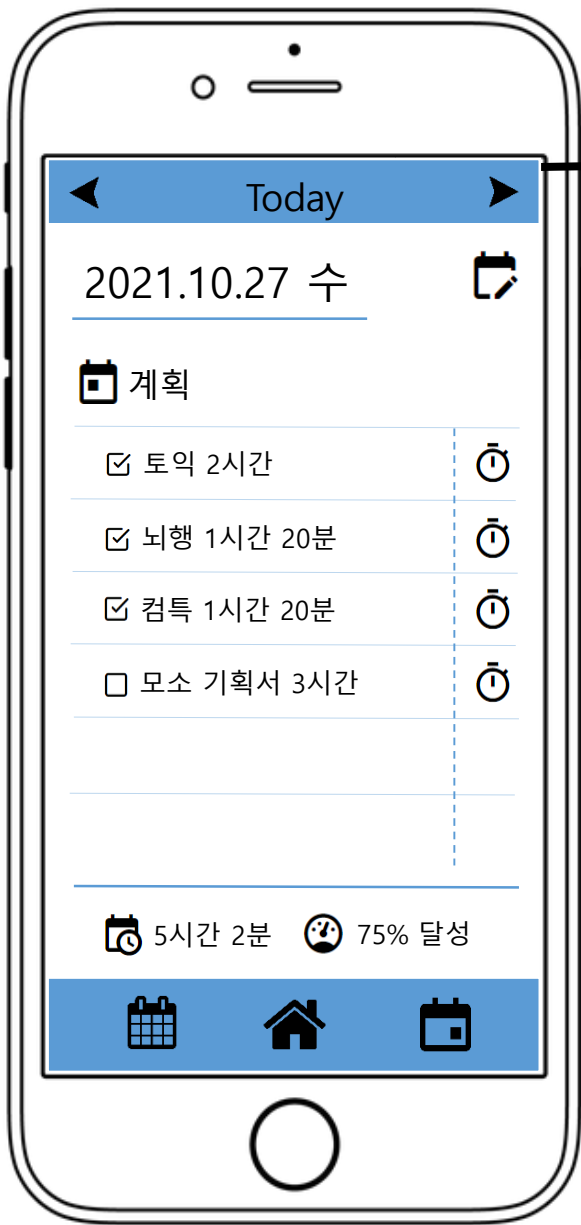 Today
2021.10.27 수
계획
토익 2시간
뇌행 1시간 20분
컴특 1시간 20분
모소 기획서 3시간
5시간 2분 75% 달성